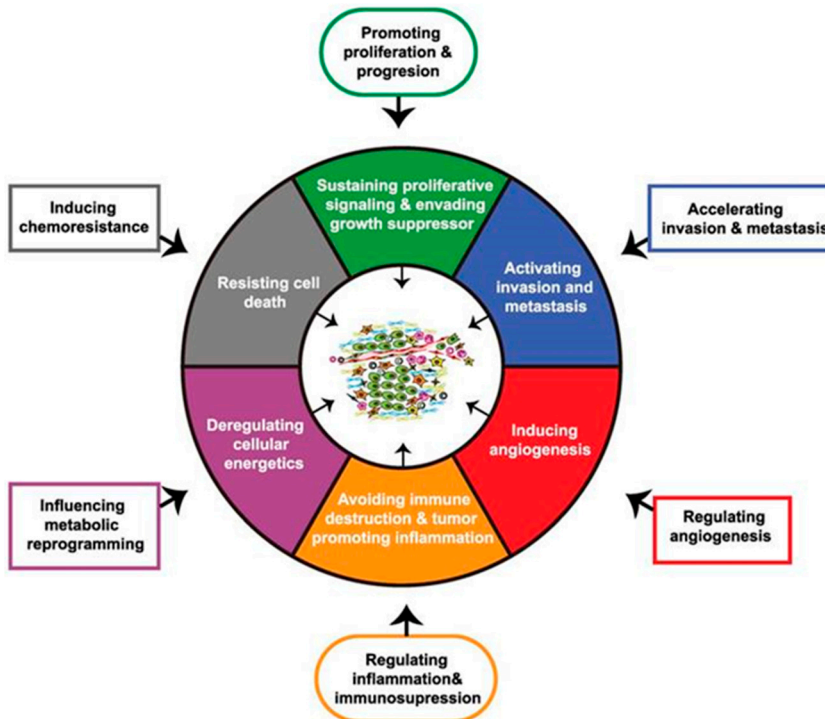 Promoting
proliferation &
progresion
Inducing
chemoresistance
Sustaining proliferative
signaling & envading
growth suppressor
Accelerating
invasion & metastasis
Resisting cell
death
Activating
invasion and
metastasis
Deregulating
cellular
energetics
Inducing
angiogenesis
Avoiding immune
destruction & tumor
promoting inflammation
Influencing
metabolic
reprogramming
Regulating
angiogenesis
Regulating
inflammation&
immunosupression